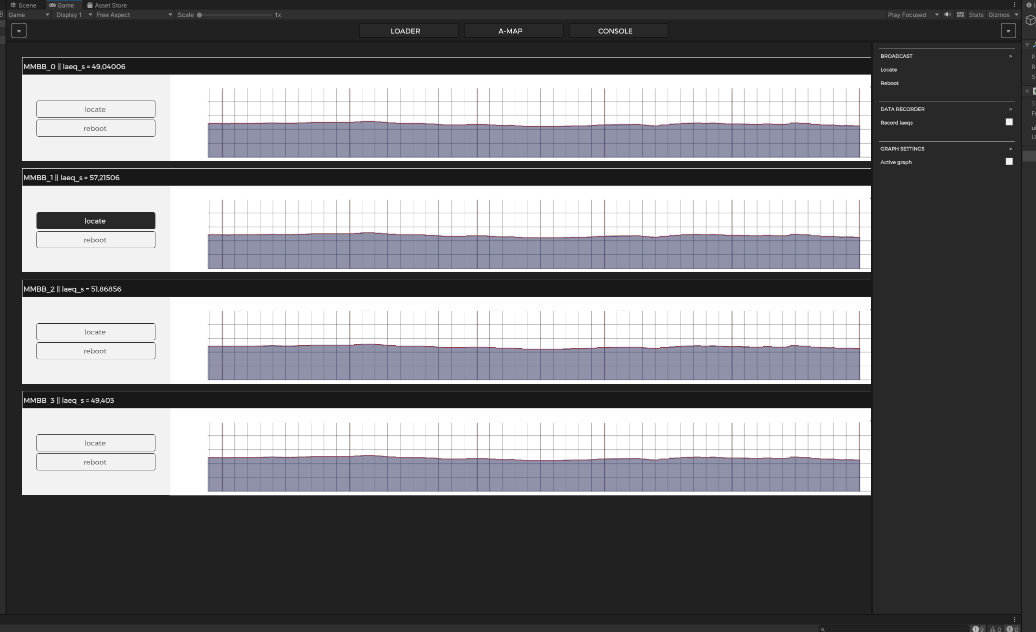 Scene Game Asset Store
Game Display 1 Free Aspect Scale 1x Play Focused Stats Gizmos
LOADER A-MAP CONSOLE
MMBB_0 || laeq_s = 49,04006
locate
reboot
MMBB_1 || laeq_s = 57,21506
locate
reboot
MMBB_2 || laeq_s = 51,86856
locate
reboot
MMBB_3 || laeq_s = 49,403
locate
reboot
BROADCAST >
Locate
Reboot
DATA RECORDER >
Record laeqs
GRAPH SETTINGS
Active graph